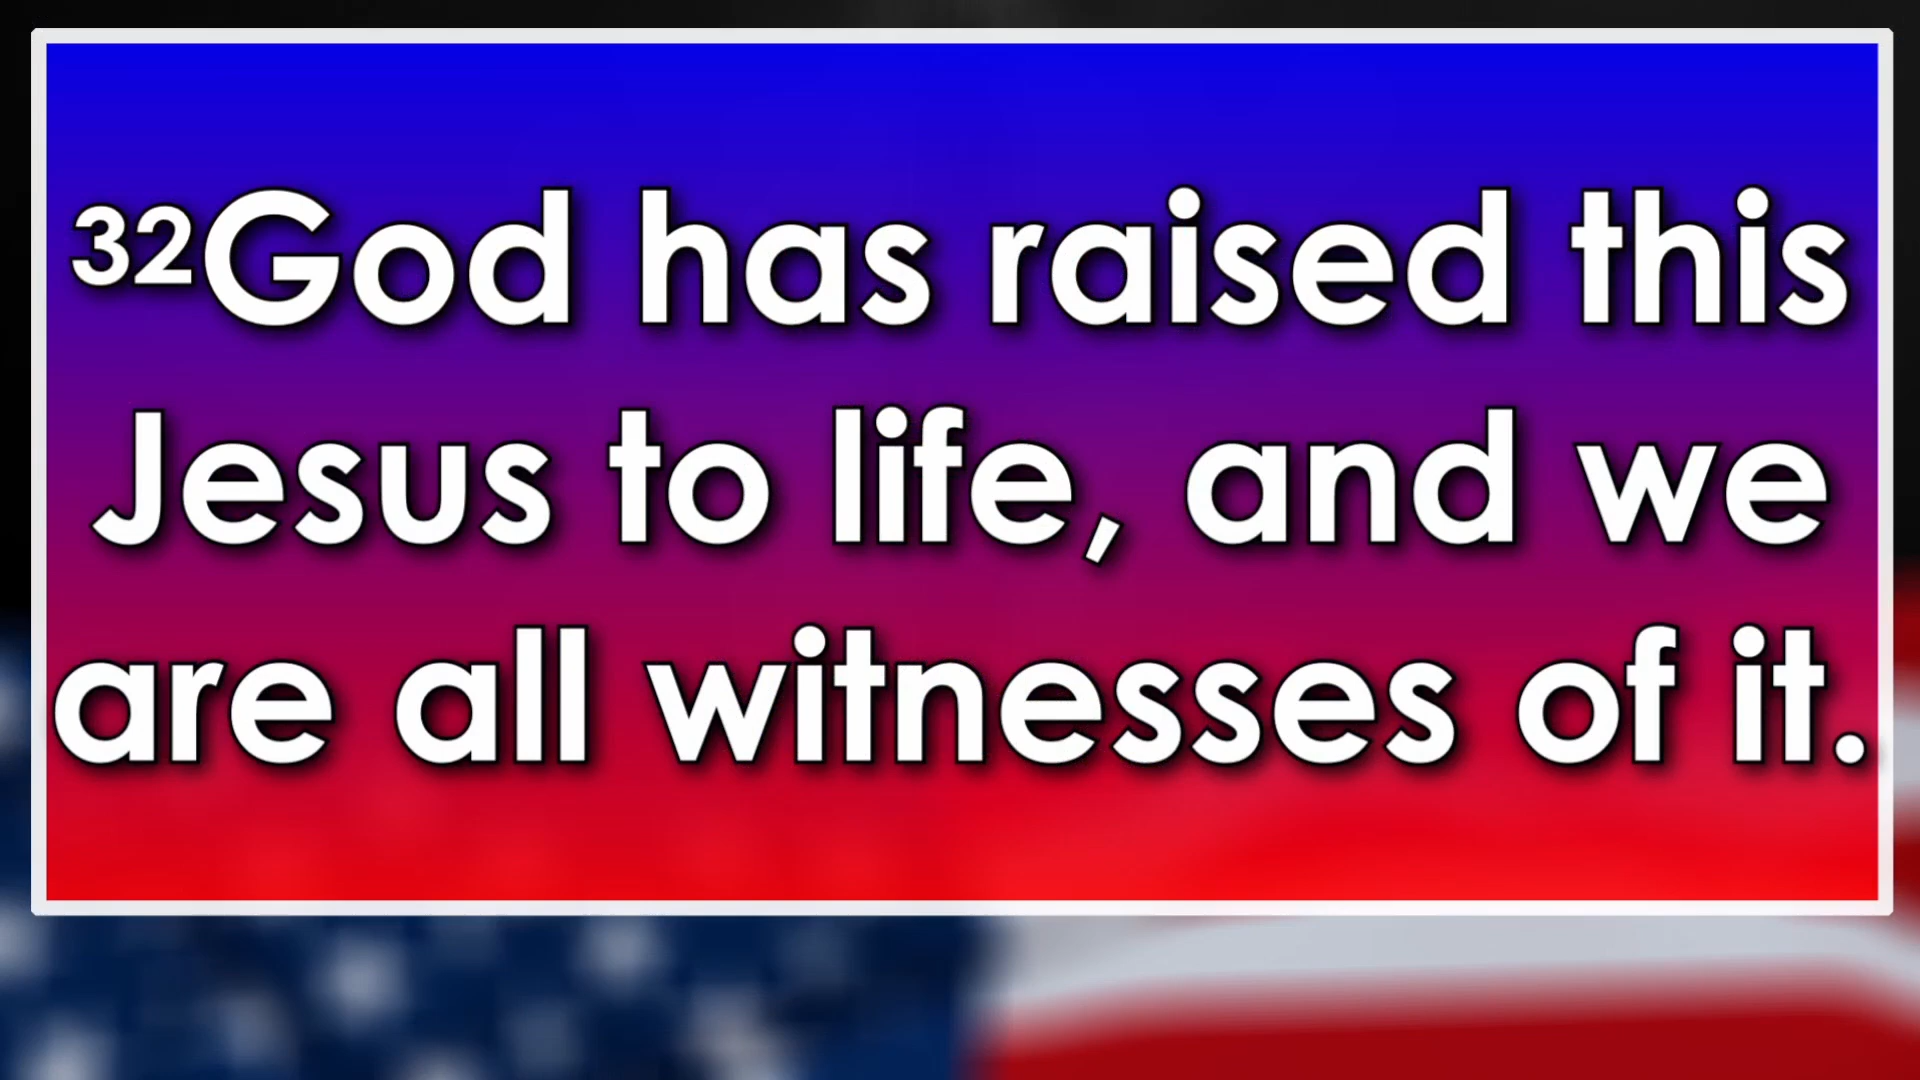 ³²God has raised this
Jesus to life, and we
are all witnesses of it.